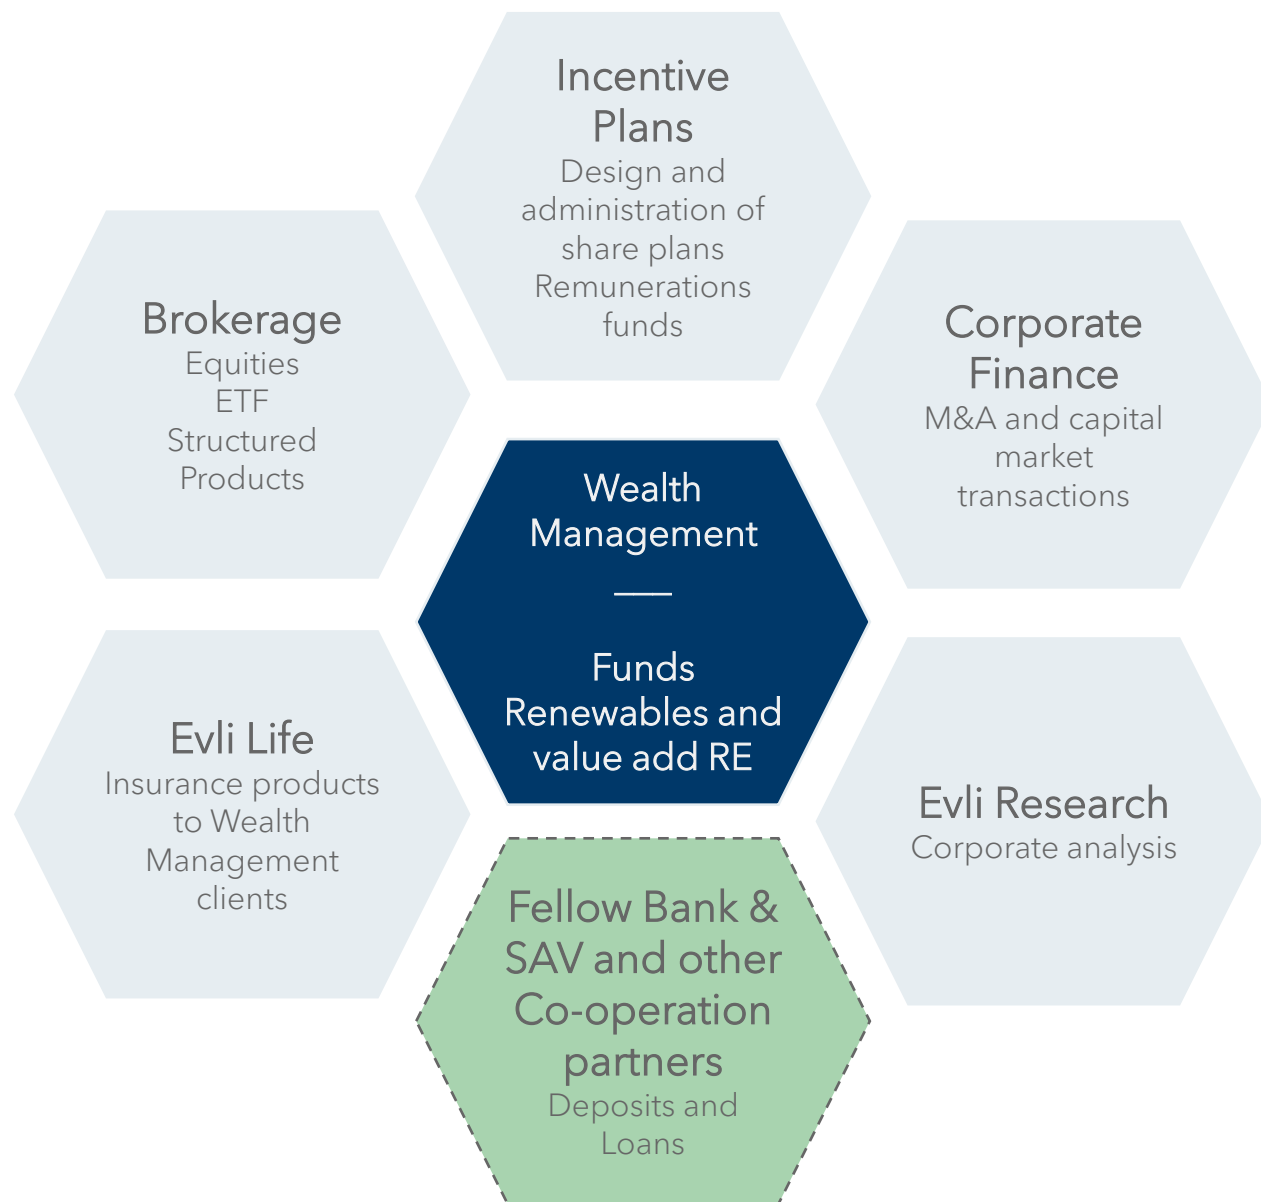 Incentive
Plans
Design and
administration of
share plans
Remunerations
funds
Brokerage
Equities
ETF
Structured
Products
Corporate
Finance
M&A and capital
market
transactions
Wealth
Management
Funds
Renewables and
value add RE
Evli Life
Insurance products
to Wealth
Management
clients
Evli Research
Corporate analysis
Fellow Bank &
SAV and other
Co-operation
partners
Deposits and
Loans